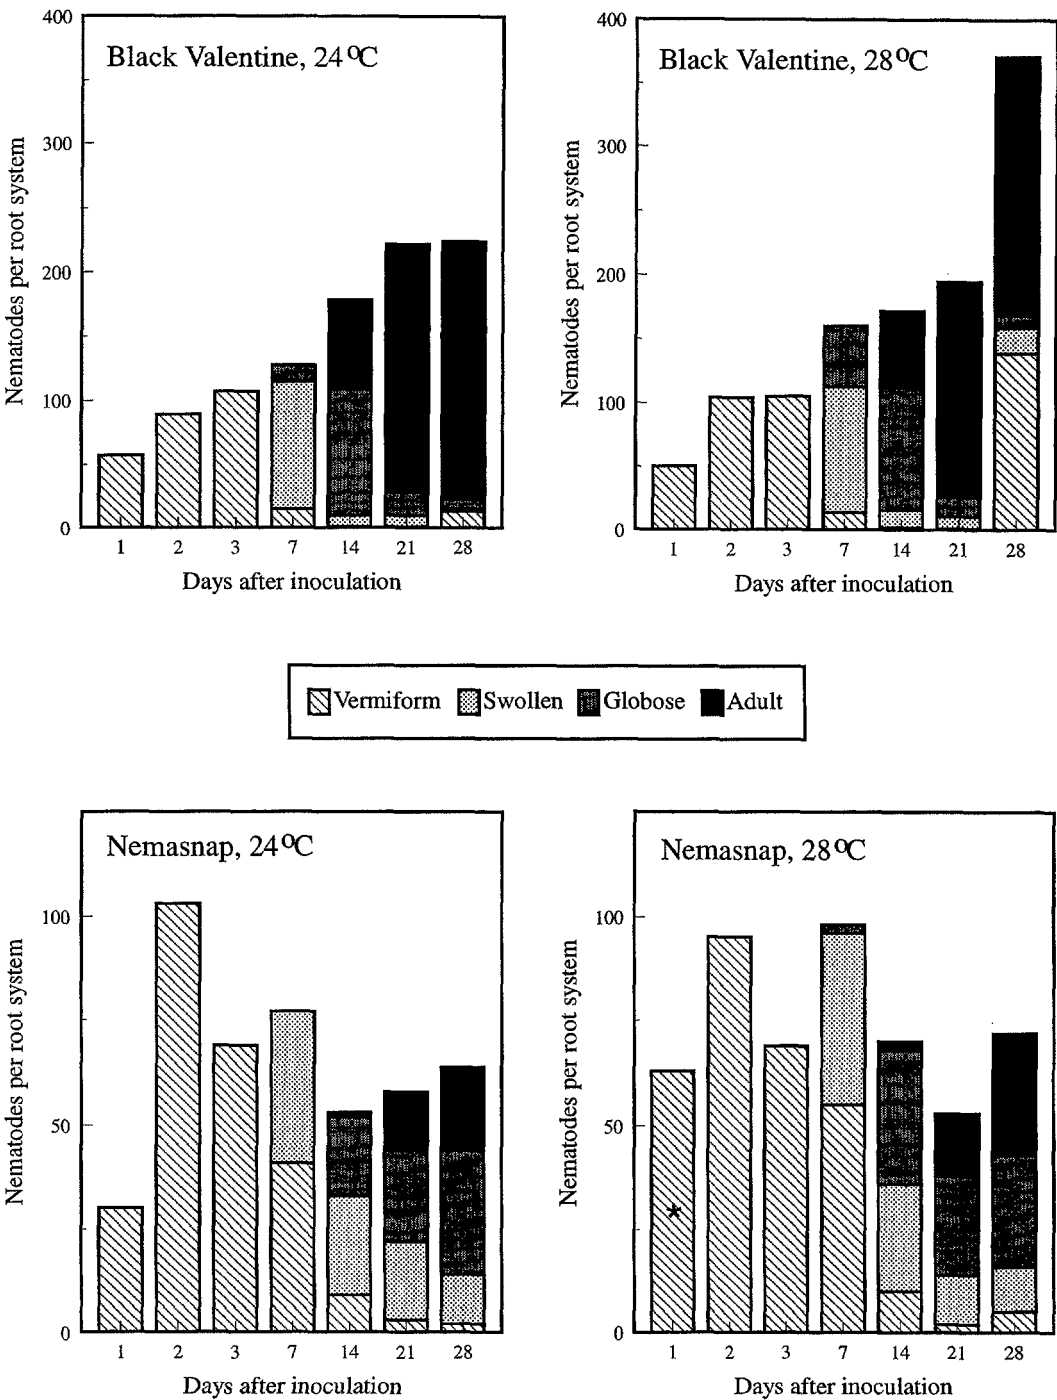 Black Valentine, 24°C
Nematodes per root system
400
300
200
100
0
1 2 3 7 14 21 28
Days after inoculation
Black Valentine, 28°C
Nematodes per root system
400
300
200
100
0
1 2 3 7 14 21 28
Days after inoculation
Vermiform Swollen Globose Adult
Nemasnap, 24°C
Nematodes per root system
100
50
0
1 2 3 7 14 21 28
Days after inoculation
Nemasnap, 28°C
Nematodes per root system
100
50
0
*
1 2 3 7 14 21 28
Days after inoculation